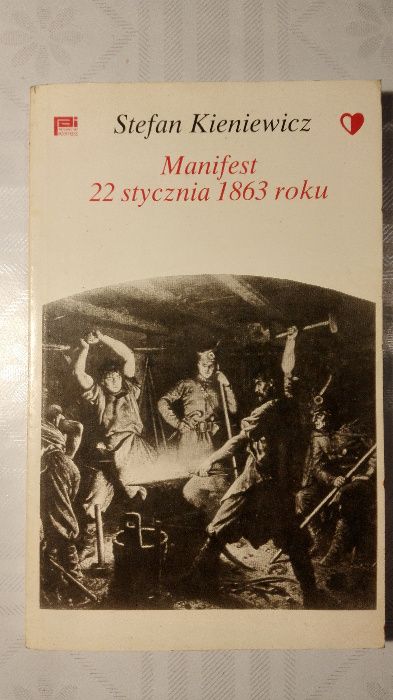 Stefan Kieniewicz
Manifest
22 stycznia 1863 roku